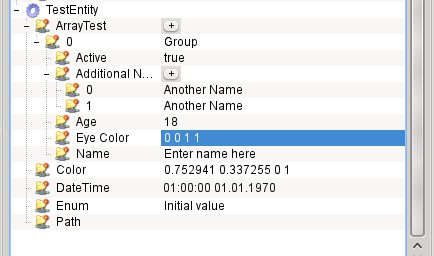 TestEntity
ArrayTest +
0 Group
Active true
Additional N... +
0 Another Name
1 Another Name
Age 18
Eye Color 0 0 1 1
Name Enter name here
Color 0.752941 0.337255 0 1
DateTime 01:00:00 01.01.1970
Enum Initial value
Path